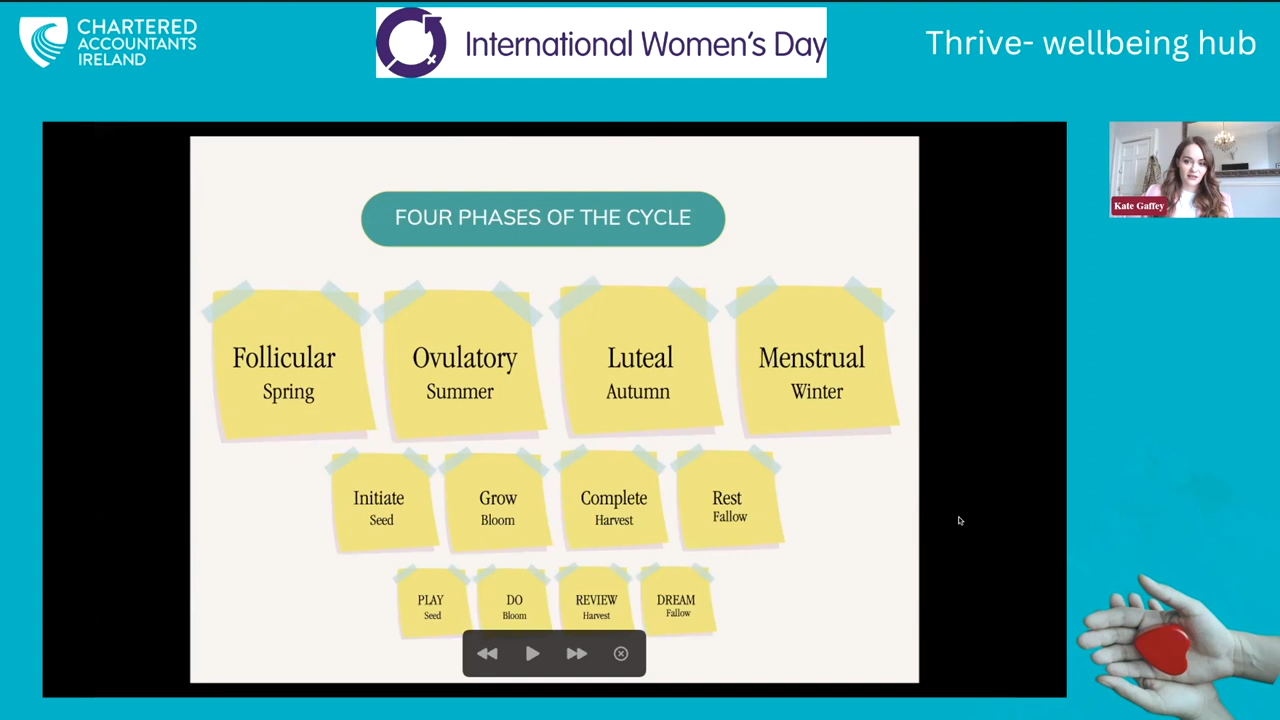 CHARTERED
ACCOUNTANTS
IRELAND
International Women's Day
Thrive- wellbeing hub
Kate Gaffey
FOUR PHASES OF THE CYCLE
Follicular
Spring
Ovulatory
Summer
Luteal
Autumn
Menstrual
Winter
Initiate
Seed
Grow
Bloom
Complete
Harvest
Rest
Fallow
PLAY
Seed
DO
Bloom
REVIEW
Harvest
DREAM
Fallow